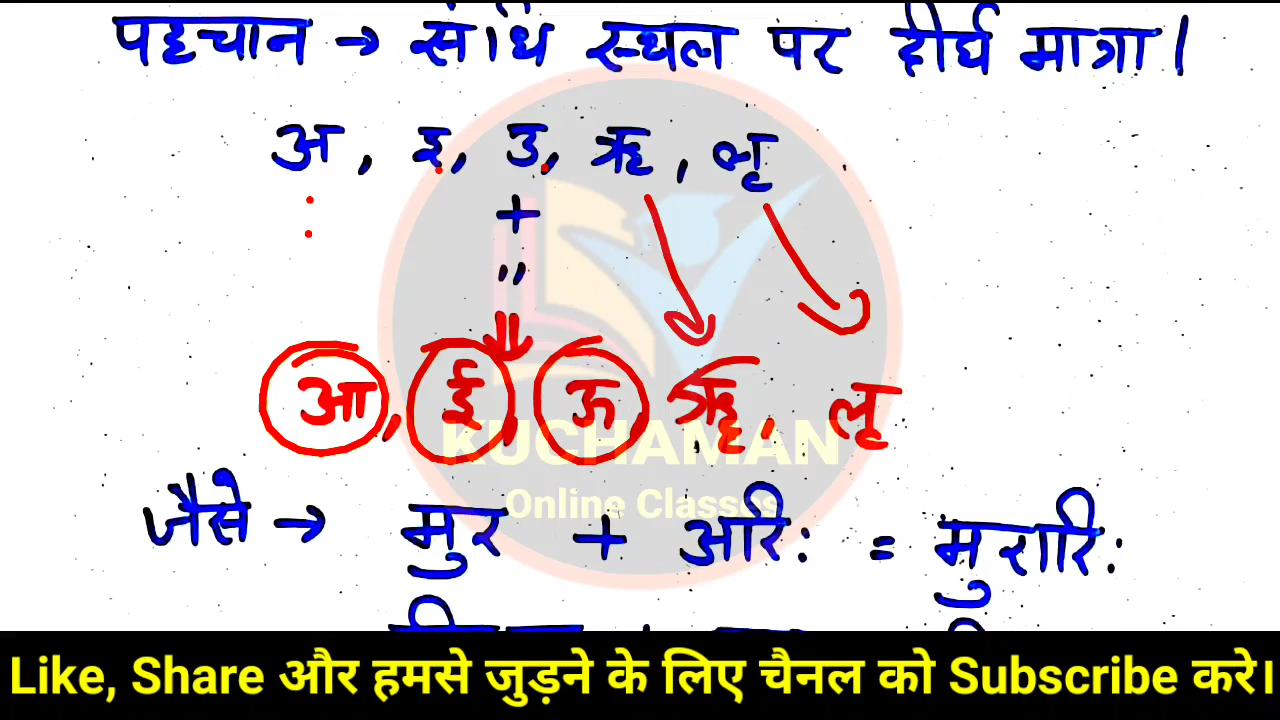 पहचान → संधि स्थल पर दीर्घ मात्रा।
अ, इ, उ, ऋ, लृ
+
"
आ, ई, ऊ, ॠ, लृ
KUCHAMAN
Online Classes
जैसे → मुर + अरिः = मुरारिः
Like, Share और हमसे जुड़ने के लिए चैनल को Subscribe करे।